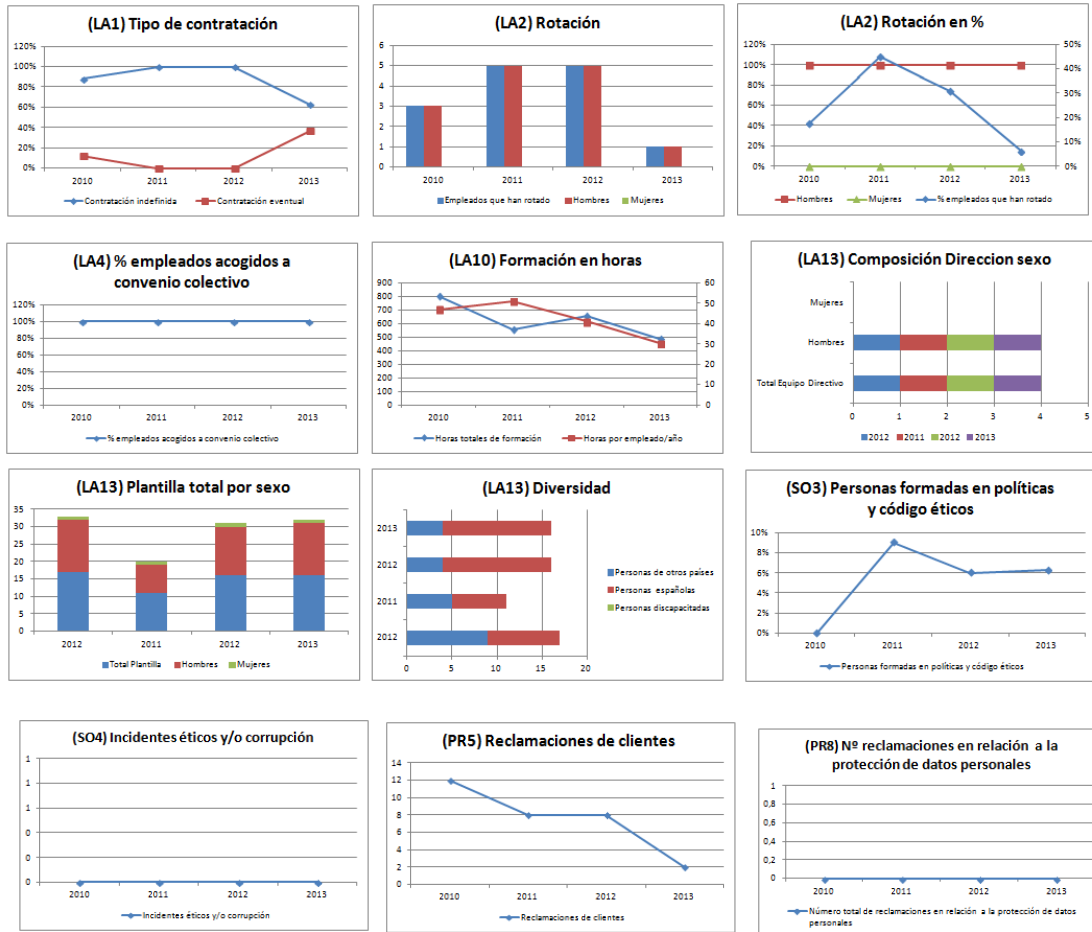 (LA1) Tipo de contratación
120%
100%
80%
60%
40%
20%
0%
2010 2011 2012 2013
Contratación indefinida Contratación eventual
(LA2) Rotación
6
5
4
3
2
1
0
2010 2011 2012 2013
Empleados que han rotado Hombres Mujeres
(LA2) Rotación en %
120% 50%
100% 40%
80% 30%
60%
40% 20%
20% 10%
0% 0%
2010 2011 2012 2013
Hombres Mujeres % empleados que han rotado
(LA4) % empleados acogidos a
convenio colectivo
120%
100%
80%
60%
40%
20%
0%
2010 2011 2012 2013
% empleados acogidos a convenio colectivo
(LA10) Formación en horas
900 60
800 50
700
600 40
500 30
400
300 20
200 10
100
0 0
2010 2011 2012 2013
Horas totales de formación Horas por empleado/año
(LA13) Composición Direccion sexo
Mujeres
Hombres
Total Equipo Directivo
0 1 2 3 4 5
2012 2011 2012 2013
(LA13) Plantilla total por sexo
35
30
25
20
15
10
5
0
2012 2011 2012 2013
Total Plantilla Hombres Mujeres
(LA13) Diversidad
2013
2012
2011
2012
0 5 10 15 20
Personas de otros países
Personas españolas
Personas discapacitadas
(SO3) Personas formadas en políticas
y código éticos
10%
8%
6%
4%
2%
0%
2010 2011 2012 2013
Personas formadas en políticas y código éticos
(SO4) Incidentes éticos y/o corrupción
1
1
1
0
0
0
2010 2011 2012 2013
Incidentes éticos y/o corrupción
(PR5) Reclamaciones de clientes
14
12
10
8
6
4
2
0
2010 2011 2012 2013
Reclamaciones de clientes
(PR8) Nº reclamaciones en relación a la
protección de datos personales
1
0,8
0,6
0,4
0,2
0
2010 2011 2012 2013
Número total de reclamaciones en relación a la protección de datos
personales